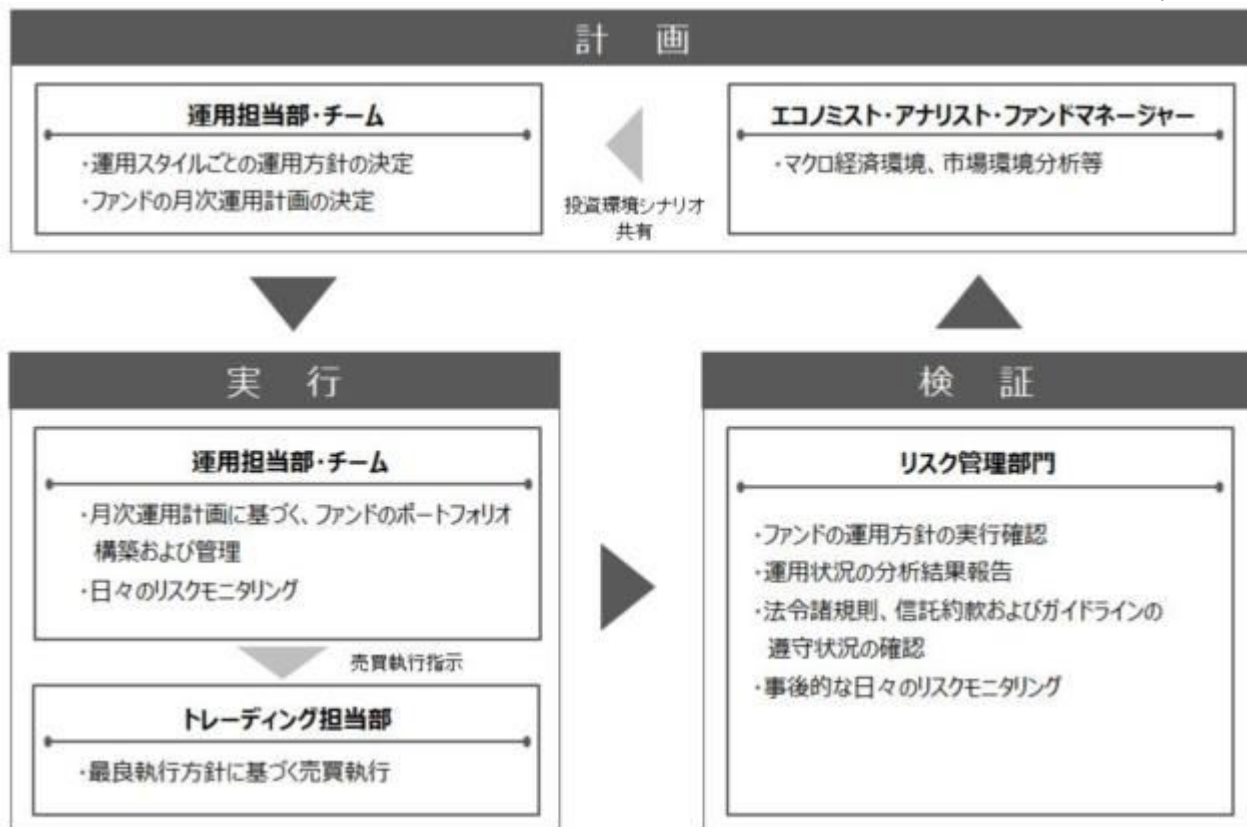 計 画
運用担当部・チーム
・運用スタイルごとの運用方針の決定
・ファンドの月次運用計画の決定
投資環境シナリオ
共有
エコノミスト・アナリスト・ファンドマネージャー
・マクロ経済環境、市場環境分析等
実 行
運用担当部・チーム
・月次運用計画に基づく、ファンドのポートフォリオ
構築および管理
・日々のリスクモニタリング
売買執行指示
トレーディング担当部
・最良執行方針に基づく売買執行
検 証
リスク管理部門
・ファンドの運用方針の実行確認
・運用状況の分析結果報告
・法令諸規則、信託約款およびガイドラインの
遵守状況の確認
・事後的な日々のリスクモニタリング